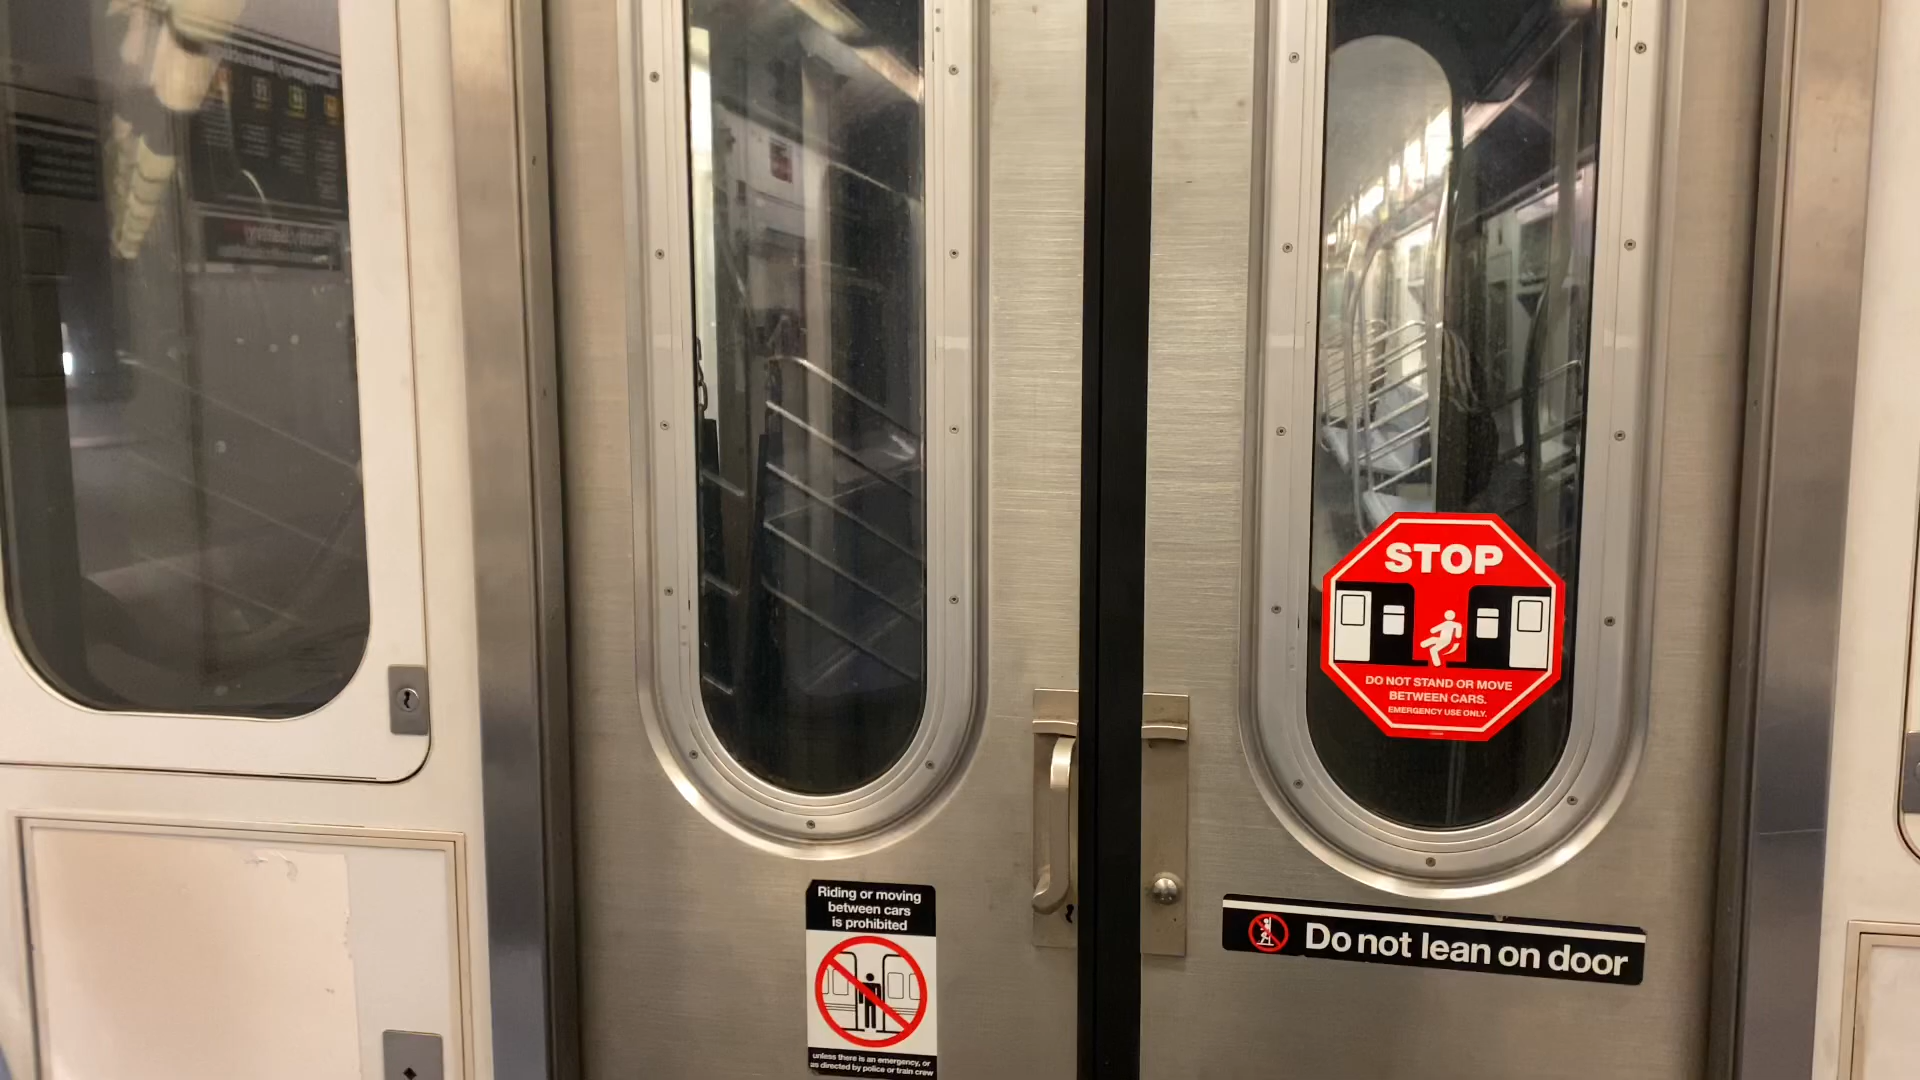 STOP
DO NOT STAND OR MOVE
BETWEEN CARS.
EMERGENCY USE ONLY.
Riding or moving
between cars
is prohibited
unless there is an emergency, or
as directed by police or train crew
Do not lean on door